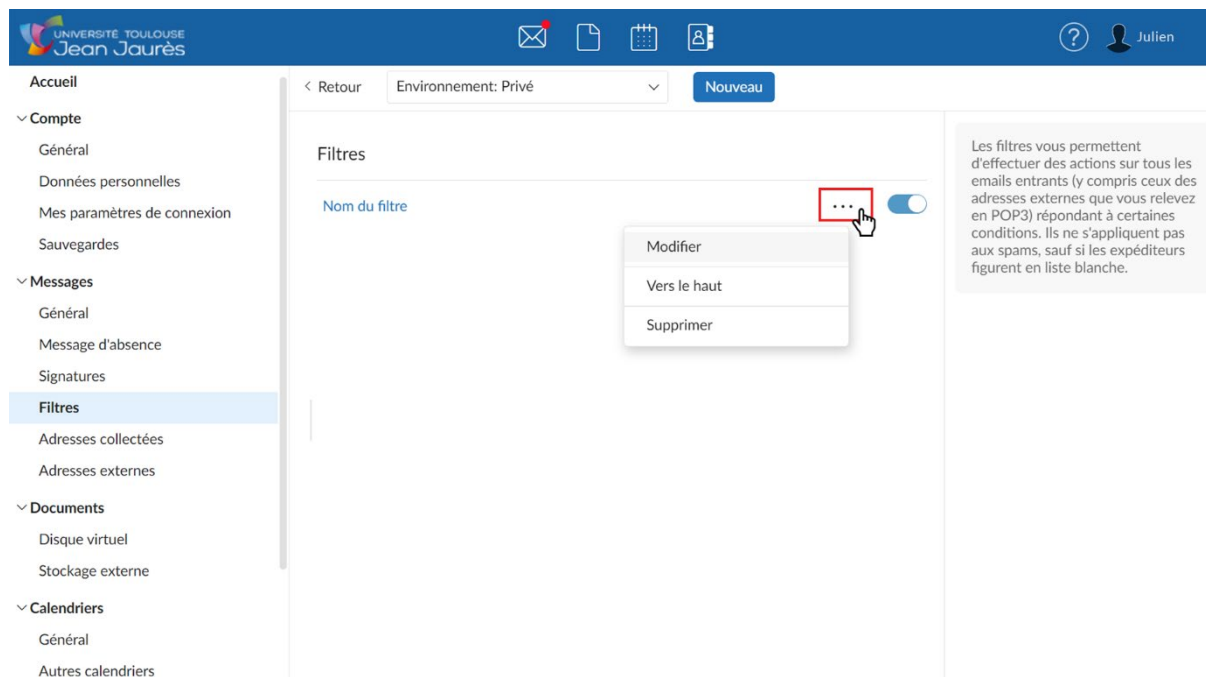 UNIVERSITÉ TOULOUSE
Jean Jaurès
Julien
Accueil
Compte
Général
Données personnelles
Mes paramètres de connexion
Sauvegardes
Messages
Général
Message d'absence
Signatures
Filtres
Adresses collectées
Adresses externes
Documents
Disque virtuel
Stockage externe
Calendriers
Général
Autres calendriers
< Retour
Environnement: Privé
Nouveau
Filtres
Nom du filtre
...
Modifier
Vers le haut
Supprimer
Les filtres vous permettent
d'effectuer des actions sur tous les
emails entrants (y compris ceux des
adresses externes que vous relevez
en POP3) répondant à certaines
conditions. Ils ne s'appliquent pas
aux spams, sauf si les expéditeurs
figurent en liste blanche.